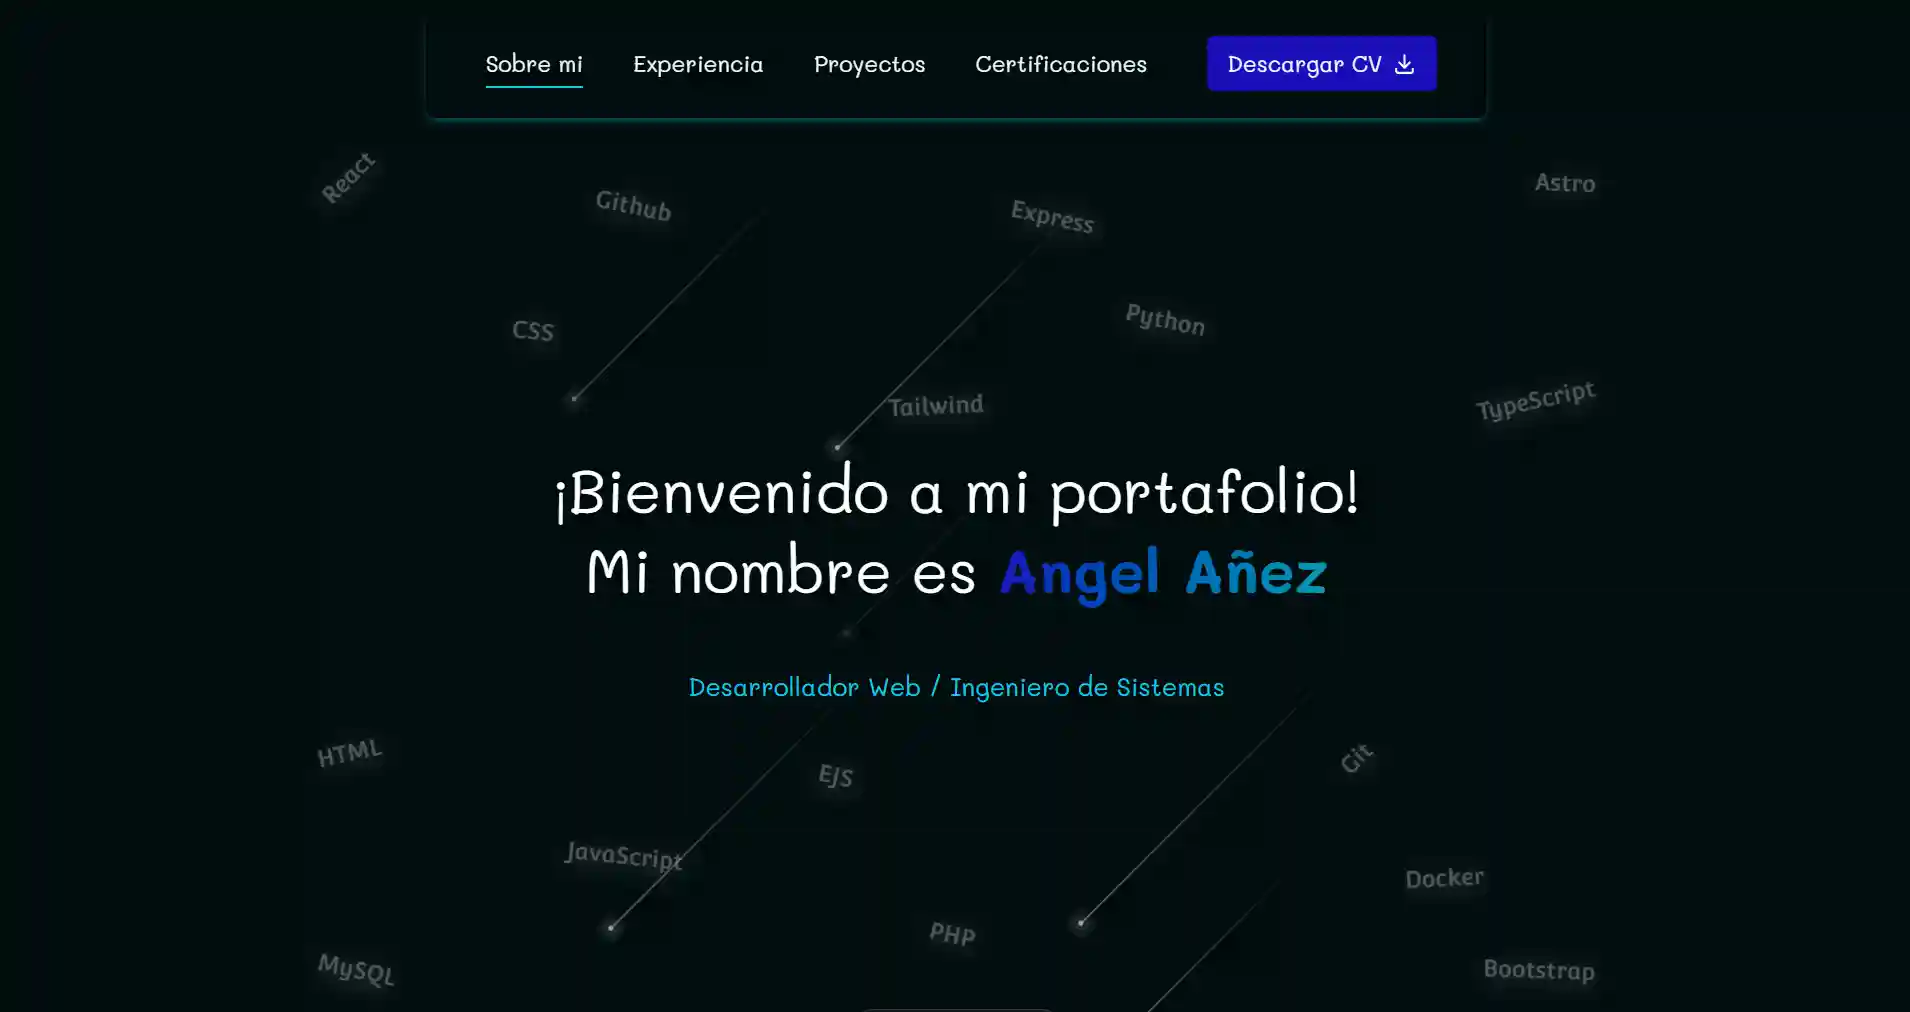 Sobre mi Experiencia Proyectos Certificaciones Descargar CV
React
Github
Express
Astro
CSS
Python
Tailwind
TypeScript
¡Bienvenido a mi portafolio!
Mi nombre es Angel Añez
Desarrollador Web / Ingeniero de Sistemas
HTML
EJS
Git
JavaScript
Docker
PHP
MySQL
Bootstrap